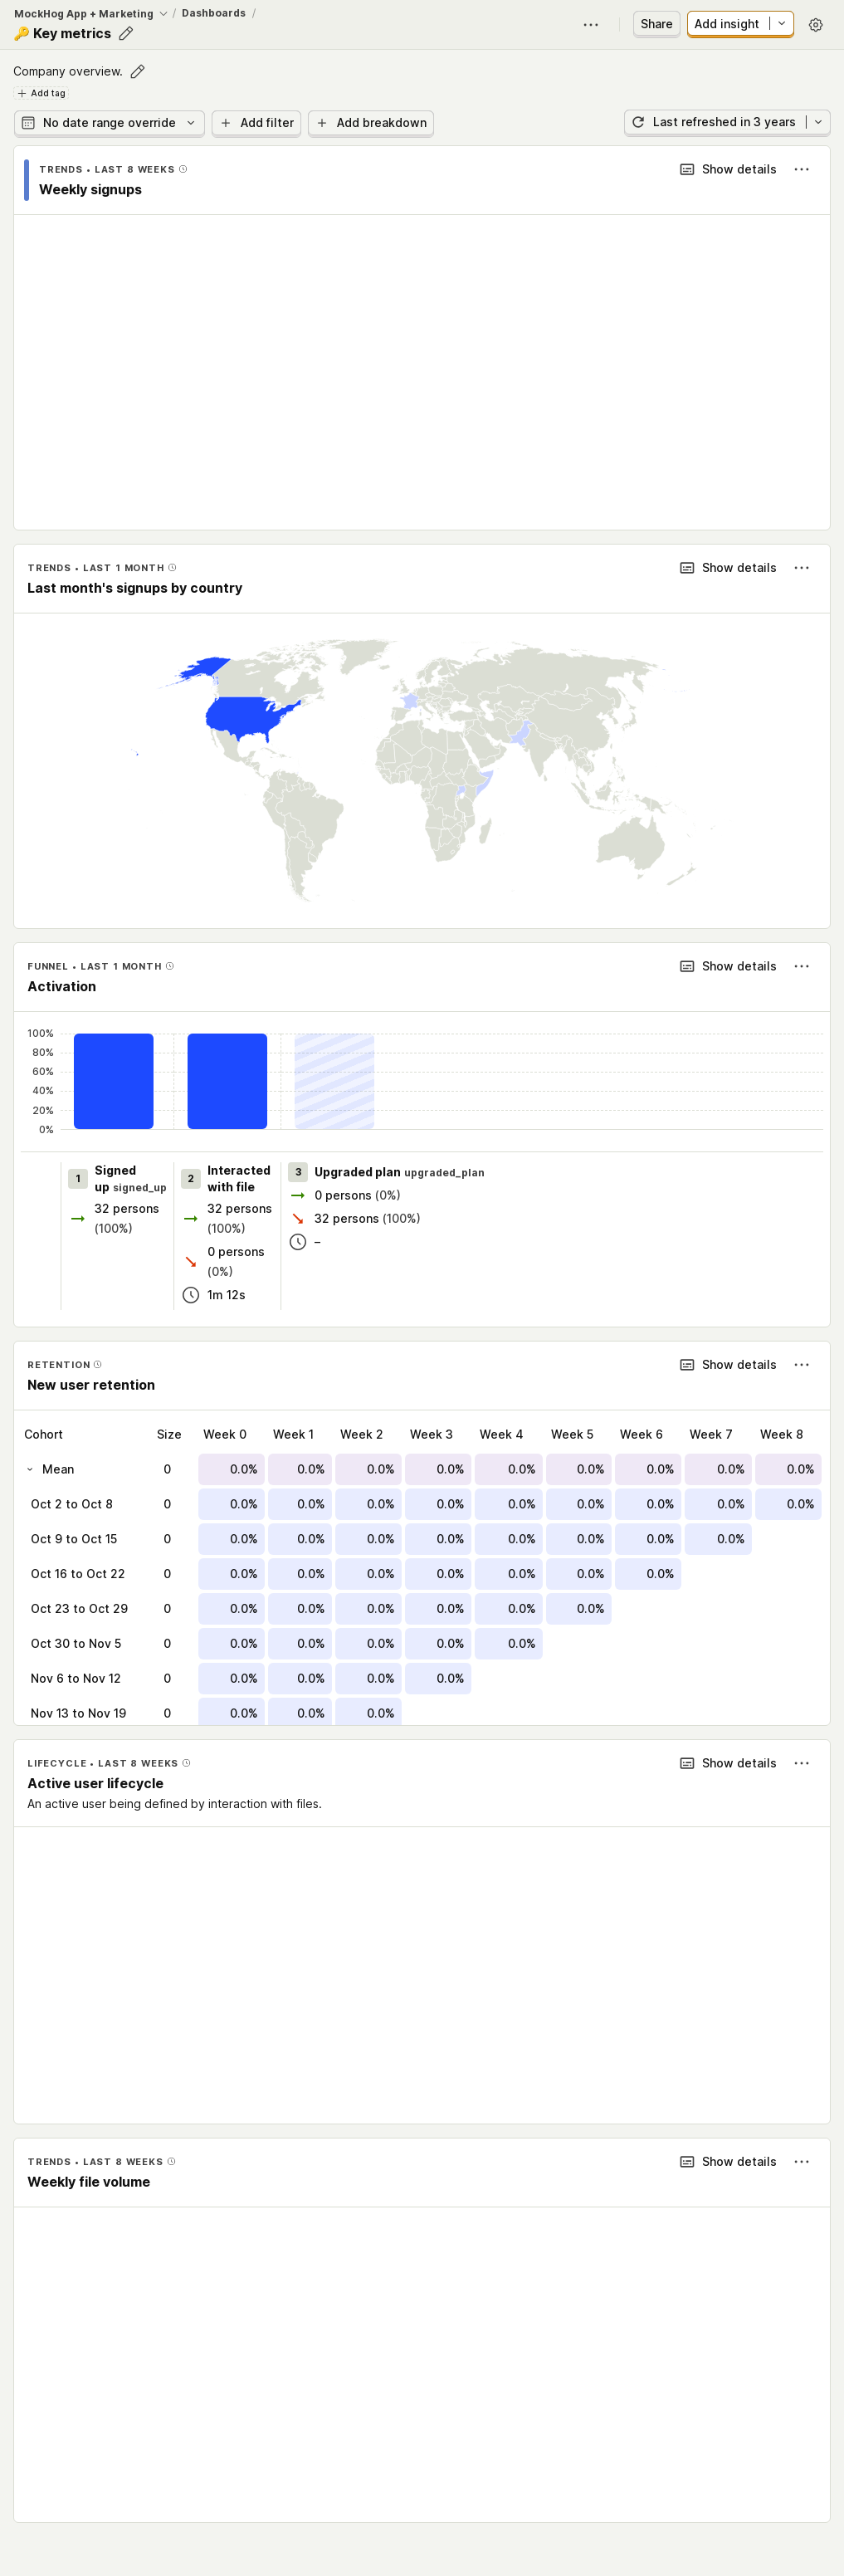 MockHog App + Marketing / Dashboards /
🔑 Key metrics
Share
Add insight
Company overview.
Add tag
No date range override
Add filter
Add breakdown
Last refreshed in 3 years
TRENDS • LAST 8 WEEKS
Weekly signups
Show details
TRENDS • LAST 1 MONTH
Last month's signups by country
Show details
FUNNEL • LAST 1 MONTH
Activation
Show details
100%
80%
60%
40%
20%
0%
1 Signed up signed_up
32 persons (100%)
2 Interacted with file
32 persons (100%)
0 persons (0%)
1m 12s
3 Upgraded plan upgraded_plan
0 persons (0%)
32 persons (100%)
–
RETENTION
New user retention
Show details
Cohort Size Week 0 Week 1 Week 2 Week 3 Week 4 Week 5 Week 6 Week 7 Week 8
Mean 0 0.0% 0.0% 0.0% 0.0% 0.0% 0.0% 0.0% 0.0% 0.0%
Oct 2 to Oct 8 0 0.0% 0.0% 0.0% 0.0% 0.0% 0.0% 0.0% 0.0% 0.0%
Oct 9 to Oct 15 0 0.0% 0.0% 0.0% 0.0% 0.0% 0.0% 0.0% 0.0%
Oct 16 to Oct 22 0 0.0% 0.0% 0.0% 0.0% 0.0% 0.0% 0.0%
Oct 23 to Oct 29 0 0.0% 0.0% 0.0% 0.0% 0.0% 0.0%
Oct 30 to Nov 5 0 0.0% 0.0% 0.0% 0.0% 0.0%
Nov 6 to Nov 12 0 0.0% 0.0% 0.0% 0.0%
Nov 13 to Nov 19 0 0.0% 0.0% 0.0%
LIFECYCLE • LAST 8 WEEKS
Active user lifecycle
An active user being defined by interaction with files.
Show details
TRENDS • LAST 8 WEEKS
Weekly file volume
Show details